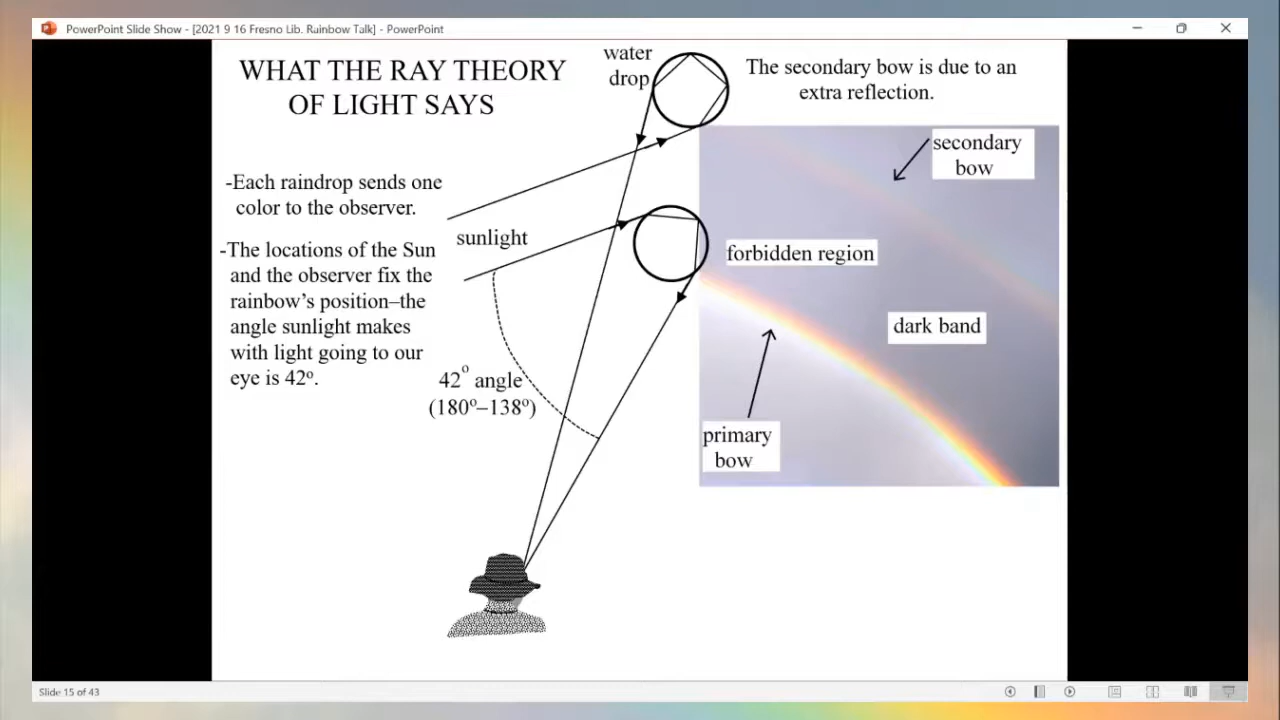 PowerPoint Slide Show - [2021 9 16 Fresno Lib. Rainbow Talk] - PowerPoint
WHAT THE RAY THEORY
OF LIGHT SAYS
water
drop
The secondary bow is due to an
extra reflection.
secondary
bow
-Each raindrop sends one
color to the observer.
sunlight
-The locations of the Sun
and the observer fix the
rainbow's position–the
angle sunlight makes
with light going to our
eye is 42º.
forbidden region
dark band
42º angle
(180º–138º)
primary
bow
Slide 15 of 43